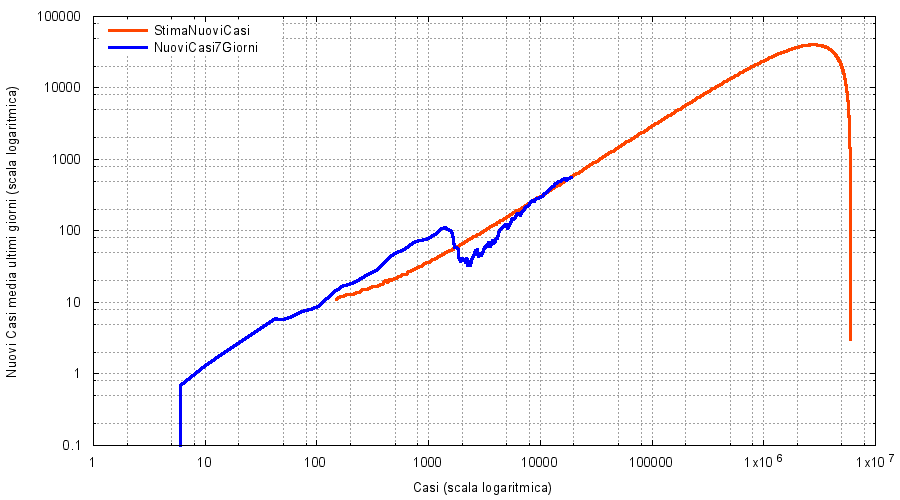 100000
10000
1000
100
10
1
0.1
StimaNuoviCasi
NuoviCasi7Giorni
Nuovi Casi media ultimi giorni (scala logaritmica)
1
10
100
1000
10000
100000
1x10^6
1x10^7
Casi (scala logaritmica)